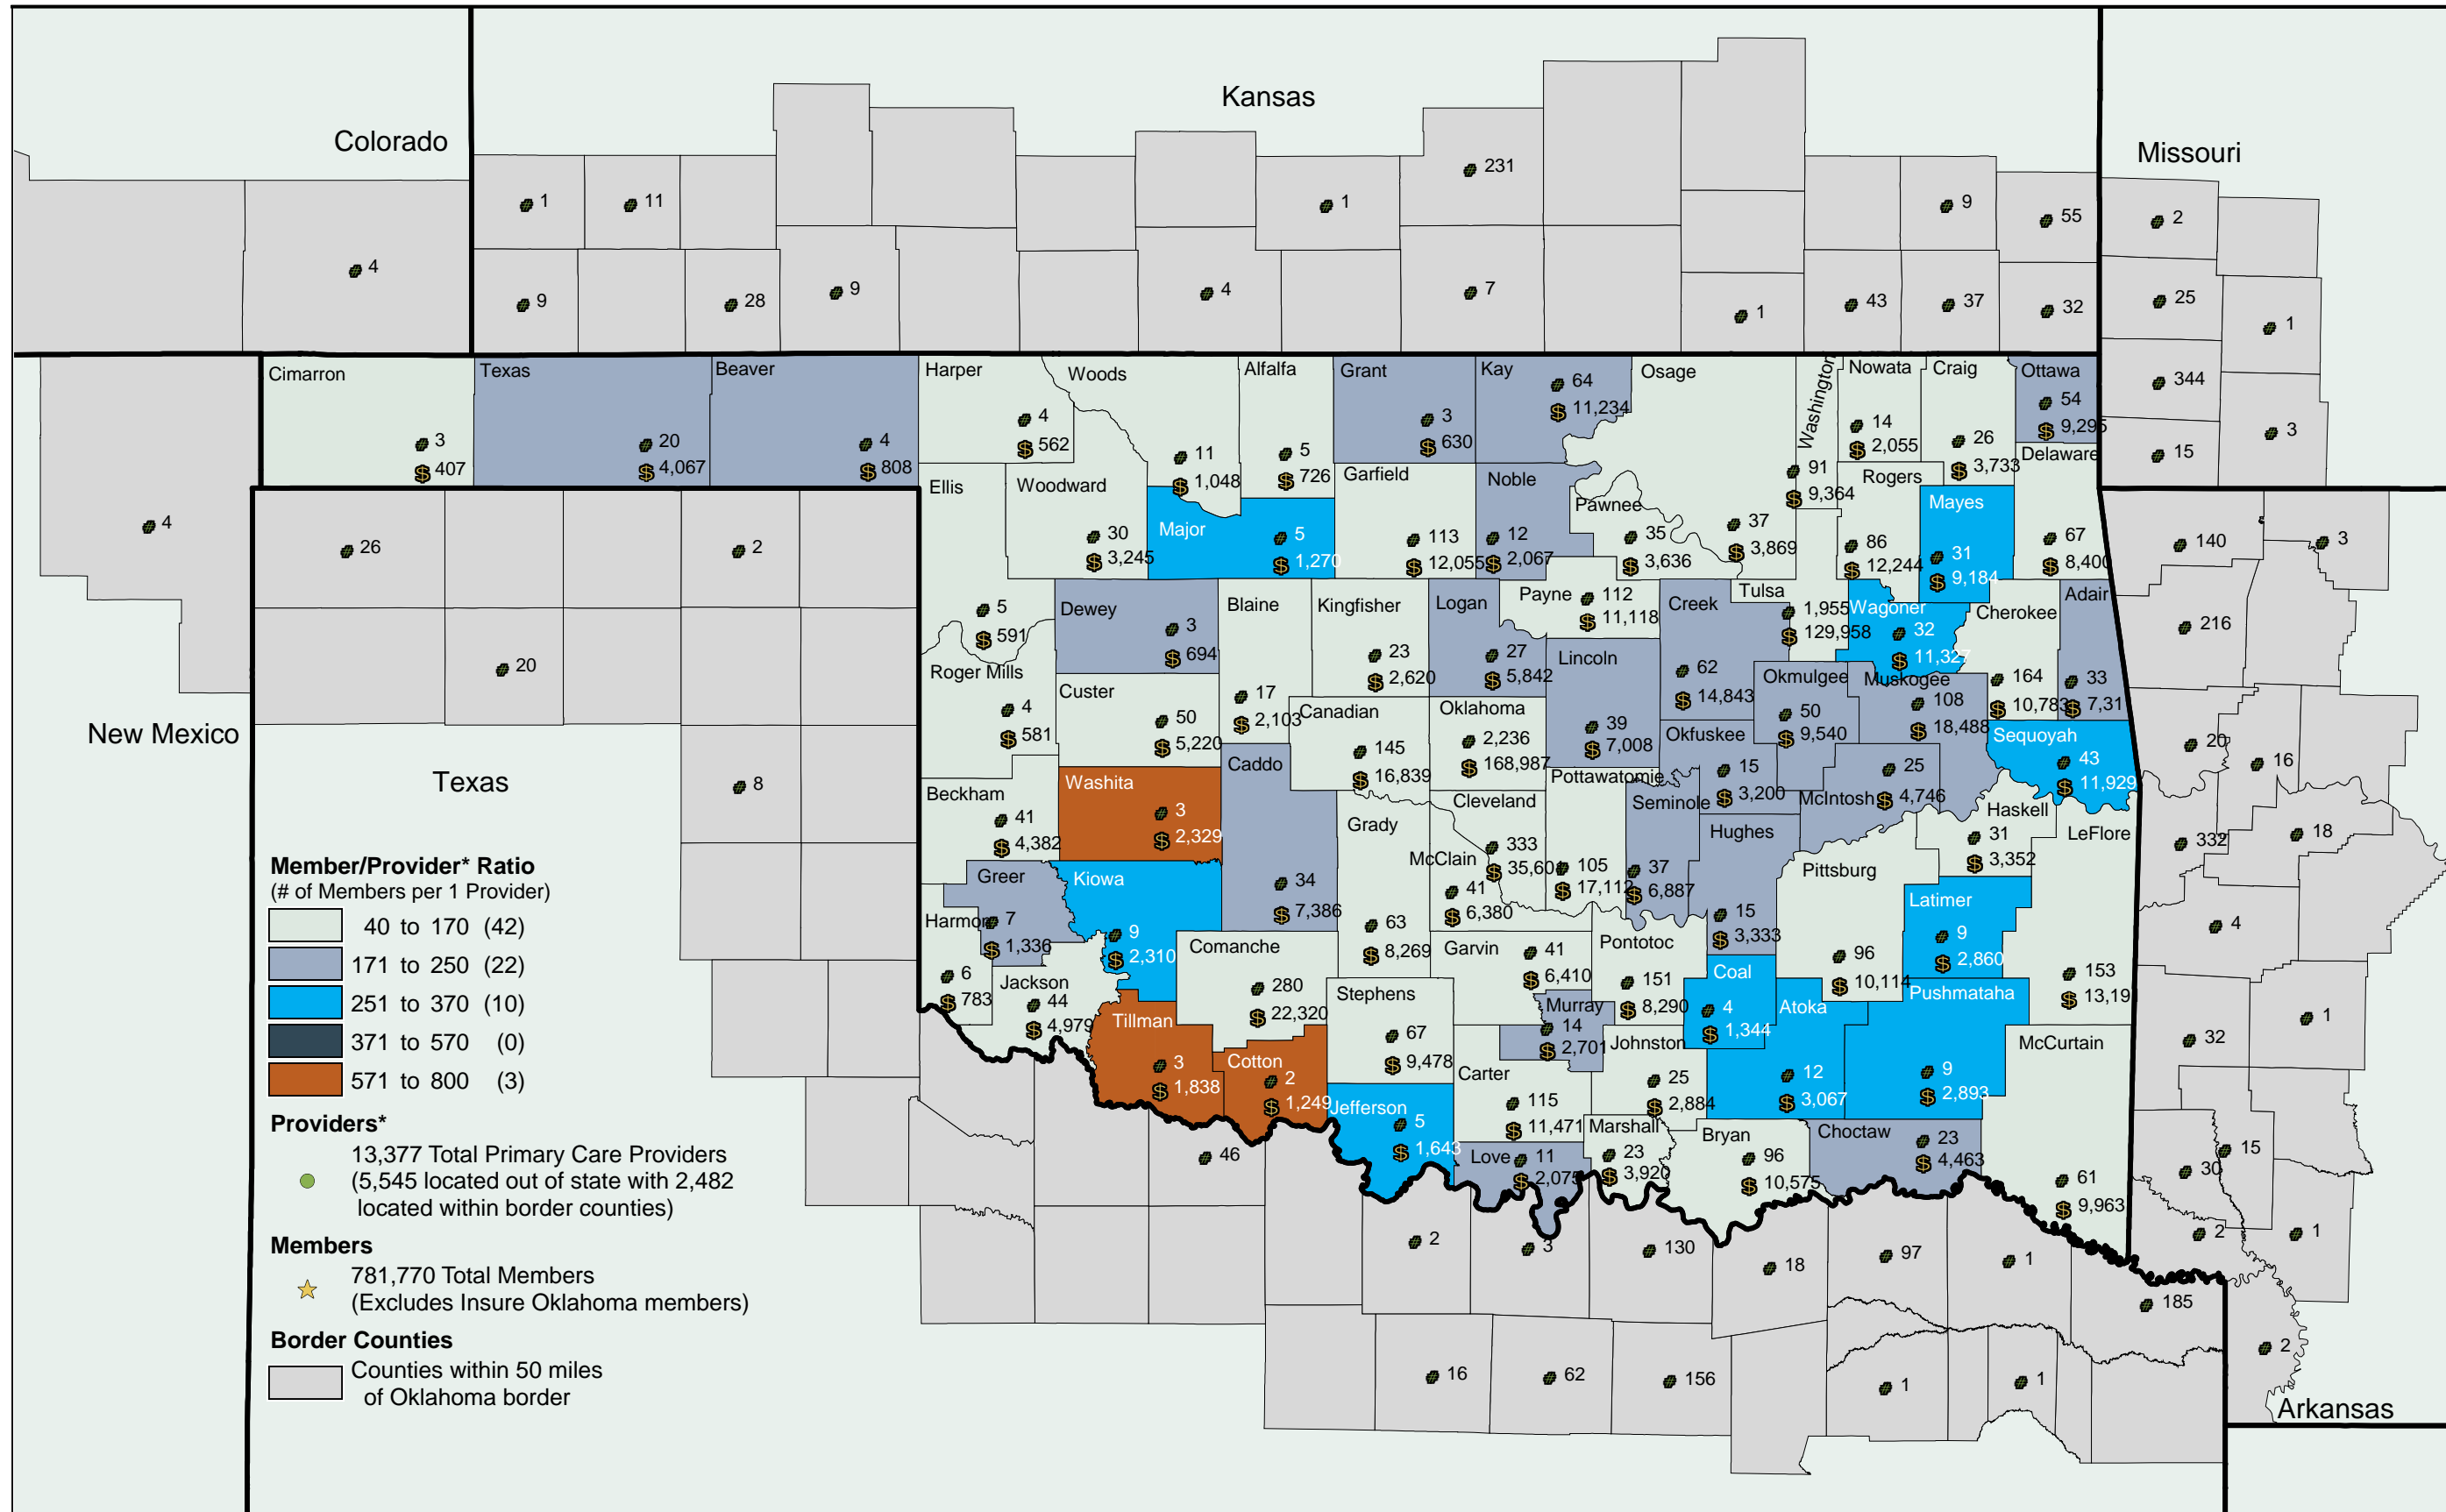 Kansas
Colorado
Missouri
231
1
11
1
9
55
2
4
9
28
9
4
7
1
43
37
32
25
1
344
3
15
Cimarron
3
407
Texas
20
4,067
Beaver
4
808
Harper
4
562
Woods
11
1,048
Alfalfa
5
726
Grant
3
630
Kay
64
11,234
Osage
37
3,869
Washington
91
9,364
Nowata
14
2,055
Craig
26
3,733
Ottawa
54
9,295
Delaware
67
8,400
Ellis
5
591
Woodward
30
3,245
Major
5
1,270
Garfield
113
12,055
Noble
12
2,067
Pawnee
35
3,636
Rogers
86
12,244
Mayes
31
9,184
4
26
2
20
8
140
3
216
Dewey
3
694
Blaine
17
2,103
Kingfisher
23
2,620
Logan
27
5,842
Payne
112
11,118
Creek
62
14,843
Tulsa
1,955
129,958
Wagoner
32
11,327
Cherokee
164
10,783
Adair
33
7,31
Roger Mills
4
581
Custer
50
5,220
Canadian
145
16,839
Oklahoma
2,236
168,987
Lincoln
39
7,008
Okmulgee
50
9,540
Muskogee
108
18,488
Sequoyah
43
11,929
New Mexico
Texas
Beckham
41
4,382
Washita
3
2,329
Caddo
34
7,386
Grady
63
8,269
McClain
41
6,380
Cleveland
333
35,60
Pottawatomie
105
17,112
Seminole
37
6,887
Okfuskee
15
3,200
Hughes
15
3,333
McIntosh
25
4,746
Haskell
31
3,352
LeFlore
153
13,19
Pittsburg
96
10,114
Latimer
9
2,860
20
16
332
18
4
Greer
7
1,336
Harmon
6
783
Kiowa
9
2,310
Jackson
44
4,979
Comanche
280
22,320
Tillman
3
1,838
Cotton
2
1,249
Stephens
67
9,478
Garvin
41
6,410
Pontotoc
151
8,290
Murray
14
2,701
Johnston
25
2,884
Coal
4
1,344
Atoka
12
3,067
Pushmataha
9
2,893
McCurtain
61
9,963
Jefferson
5
1,643
Carter
115
11,471
Love
11
2,075
Marshall
23
3,920
Bryan
96
10,575
Choctaw
23
4,463
32
1
15
30
2
1
46
2
3
130
18
97
1
185
2
16
62
156
1
1
Arkansas
Member/Provider* Ratio
(# of Members per 1 Provider)
40 to 170 (42)
171 to 250 (22)
251 to 370 (10)
371 to 570 (0)
571 to 800 (3)
Providers*
13,377 Total Primary Care Providers
(5,545 located out of state with 2,482
located within border counties)
Members
781,770 Total Members
(Excludes Insure Oklahoma members)
Border Counties
Counties within 50 miles
of Oklahoma border